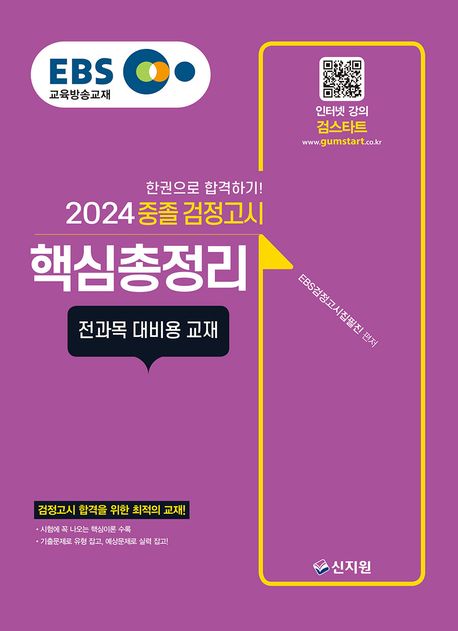 EBS
교육방송교재
인터넷 강의
검스타트
www.gumstart.co.kr
한권으로 합격하기!
2024 중졸 검정고시
핵심총정리
전과목 대비용 교재
EBS검정고시집필진 편저
검정고시 합격을 위한 최적의 교재!
• 시험에 꼭 나오는 핵심이론 수록
• 기출문제로 유형 잡고, 예상문제로 실력 잡고!
신지원